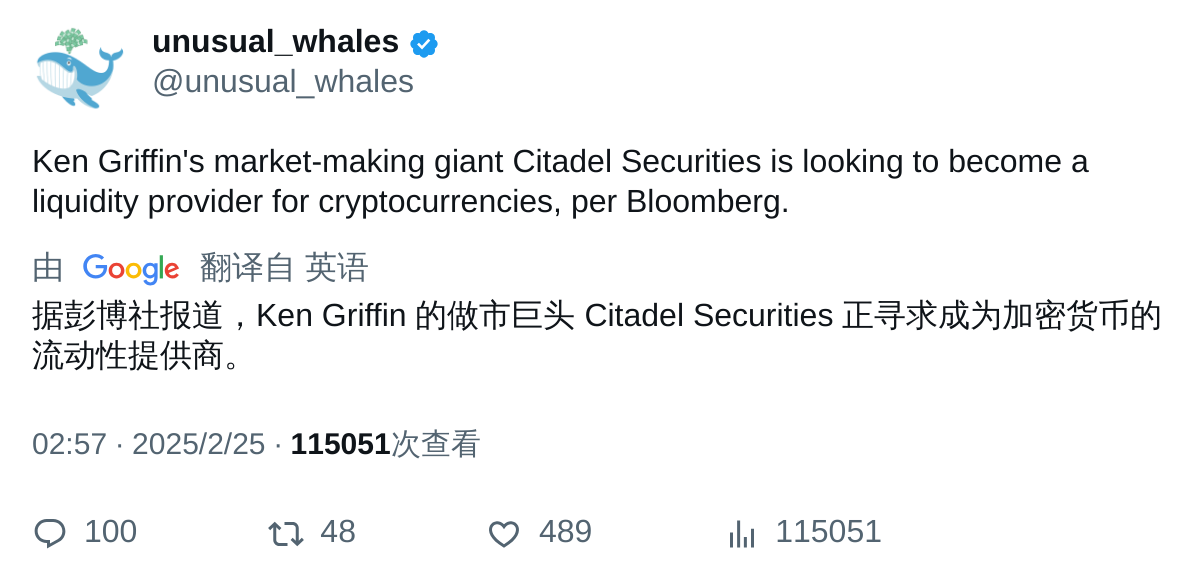 unusual_whales
@unusual_whales
Ken Griffin's market-making giant Citadel Securities is looking to become a
liquidity provider for cryptocurrencies, per Bloomberg.
由 Google 翻译自 英语
据彭博社报道，Ken Griffin 的做市巨头 Citadel Securities 正寻求成为加密货币的
流动性提供商。
02:57 · 2025/2/25 · 115051次查看
100 48 489 115051